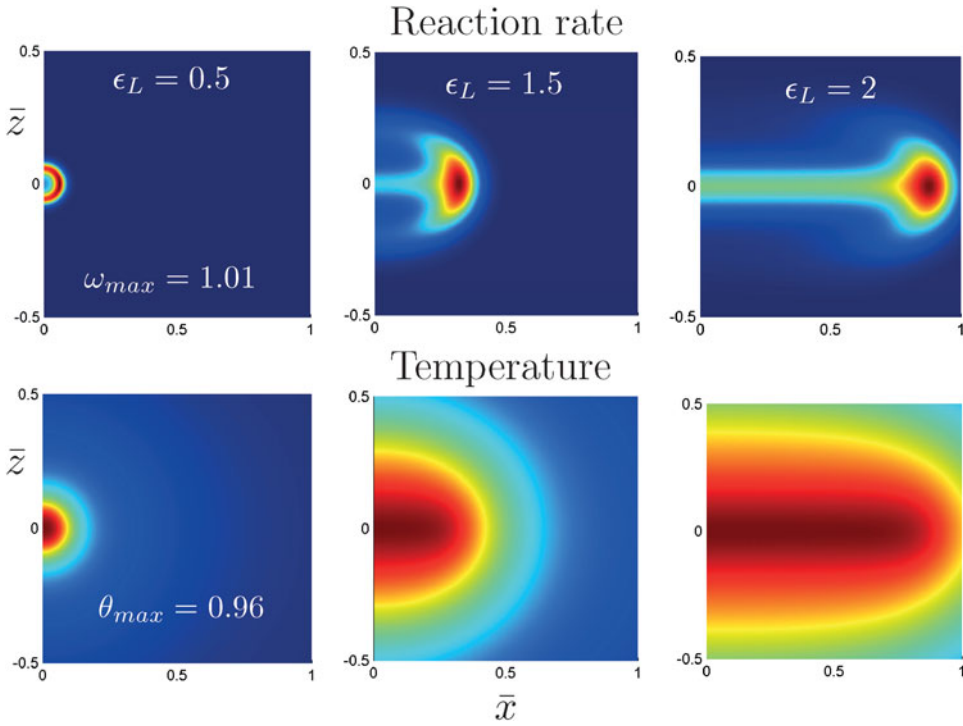 Reaction rate
ϵ_L = 0.5
ϵ_L = 1.5
ϵ_L = 2
z̄
ω_max = 1.01
0.5 0 -0.5
0 0.5 1
0.5 0 -0.5
0 0.5 1
0.5 0 -0.5
0 0.5 1
Temperature
z̄
θ_max = 0.96
0.5 0 -0.5
0 0.5 1
0.5 0 -0.5
0 0.5 1
0.5 0 -0.5
0 0.5 1
x̄